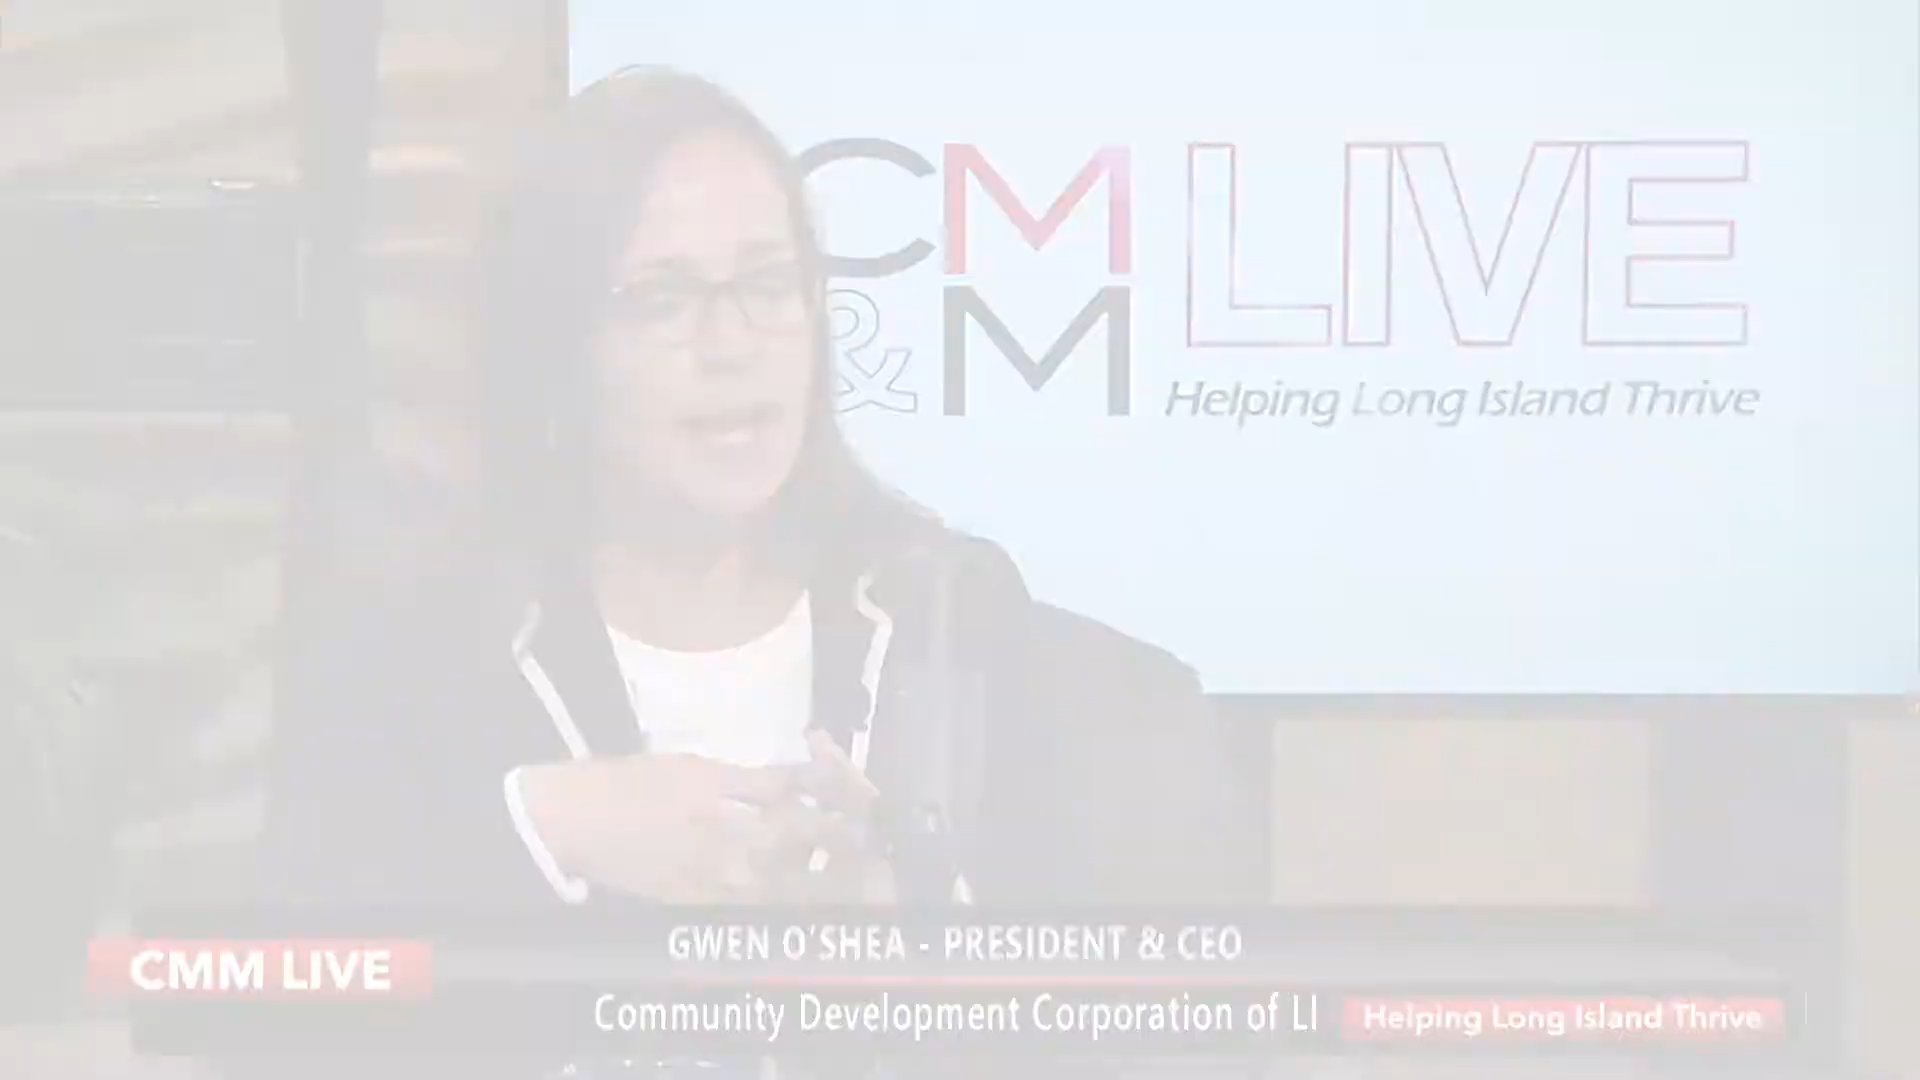 CM
&M
LIVE
Helping Long Island Thrive
GWEN O'SHEA - PRESIDENT & CEO
CMM LIVE
Community Development Corporation of LI
Helping Long Island Thrive